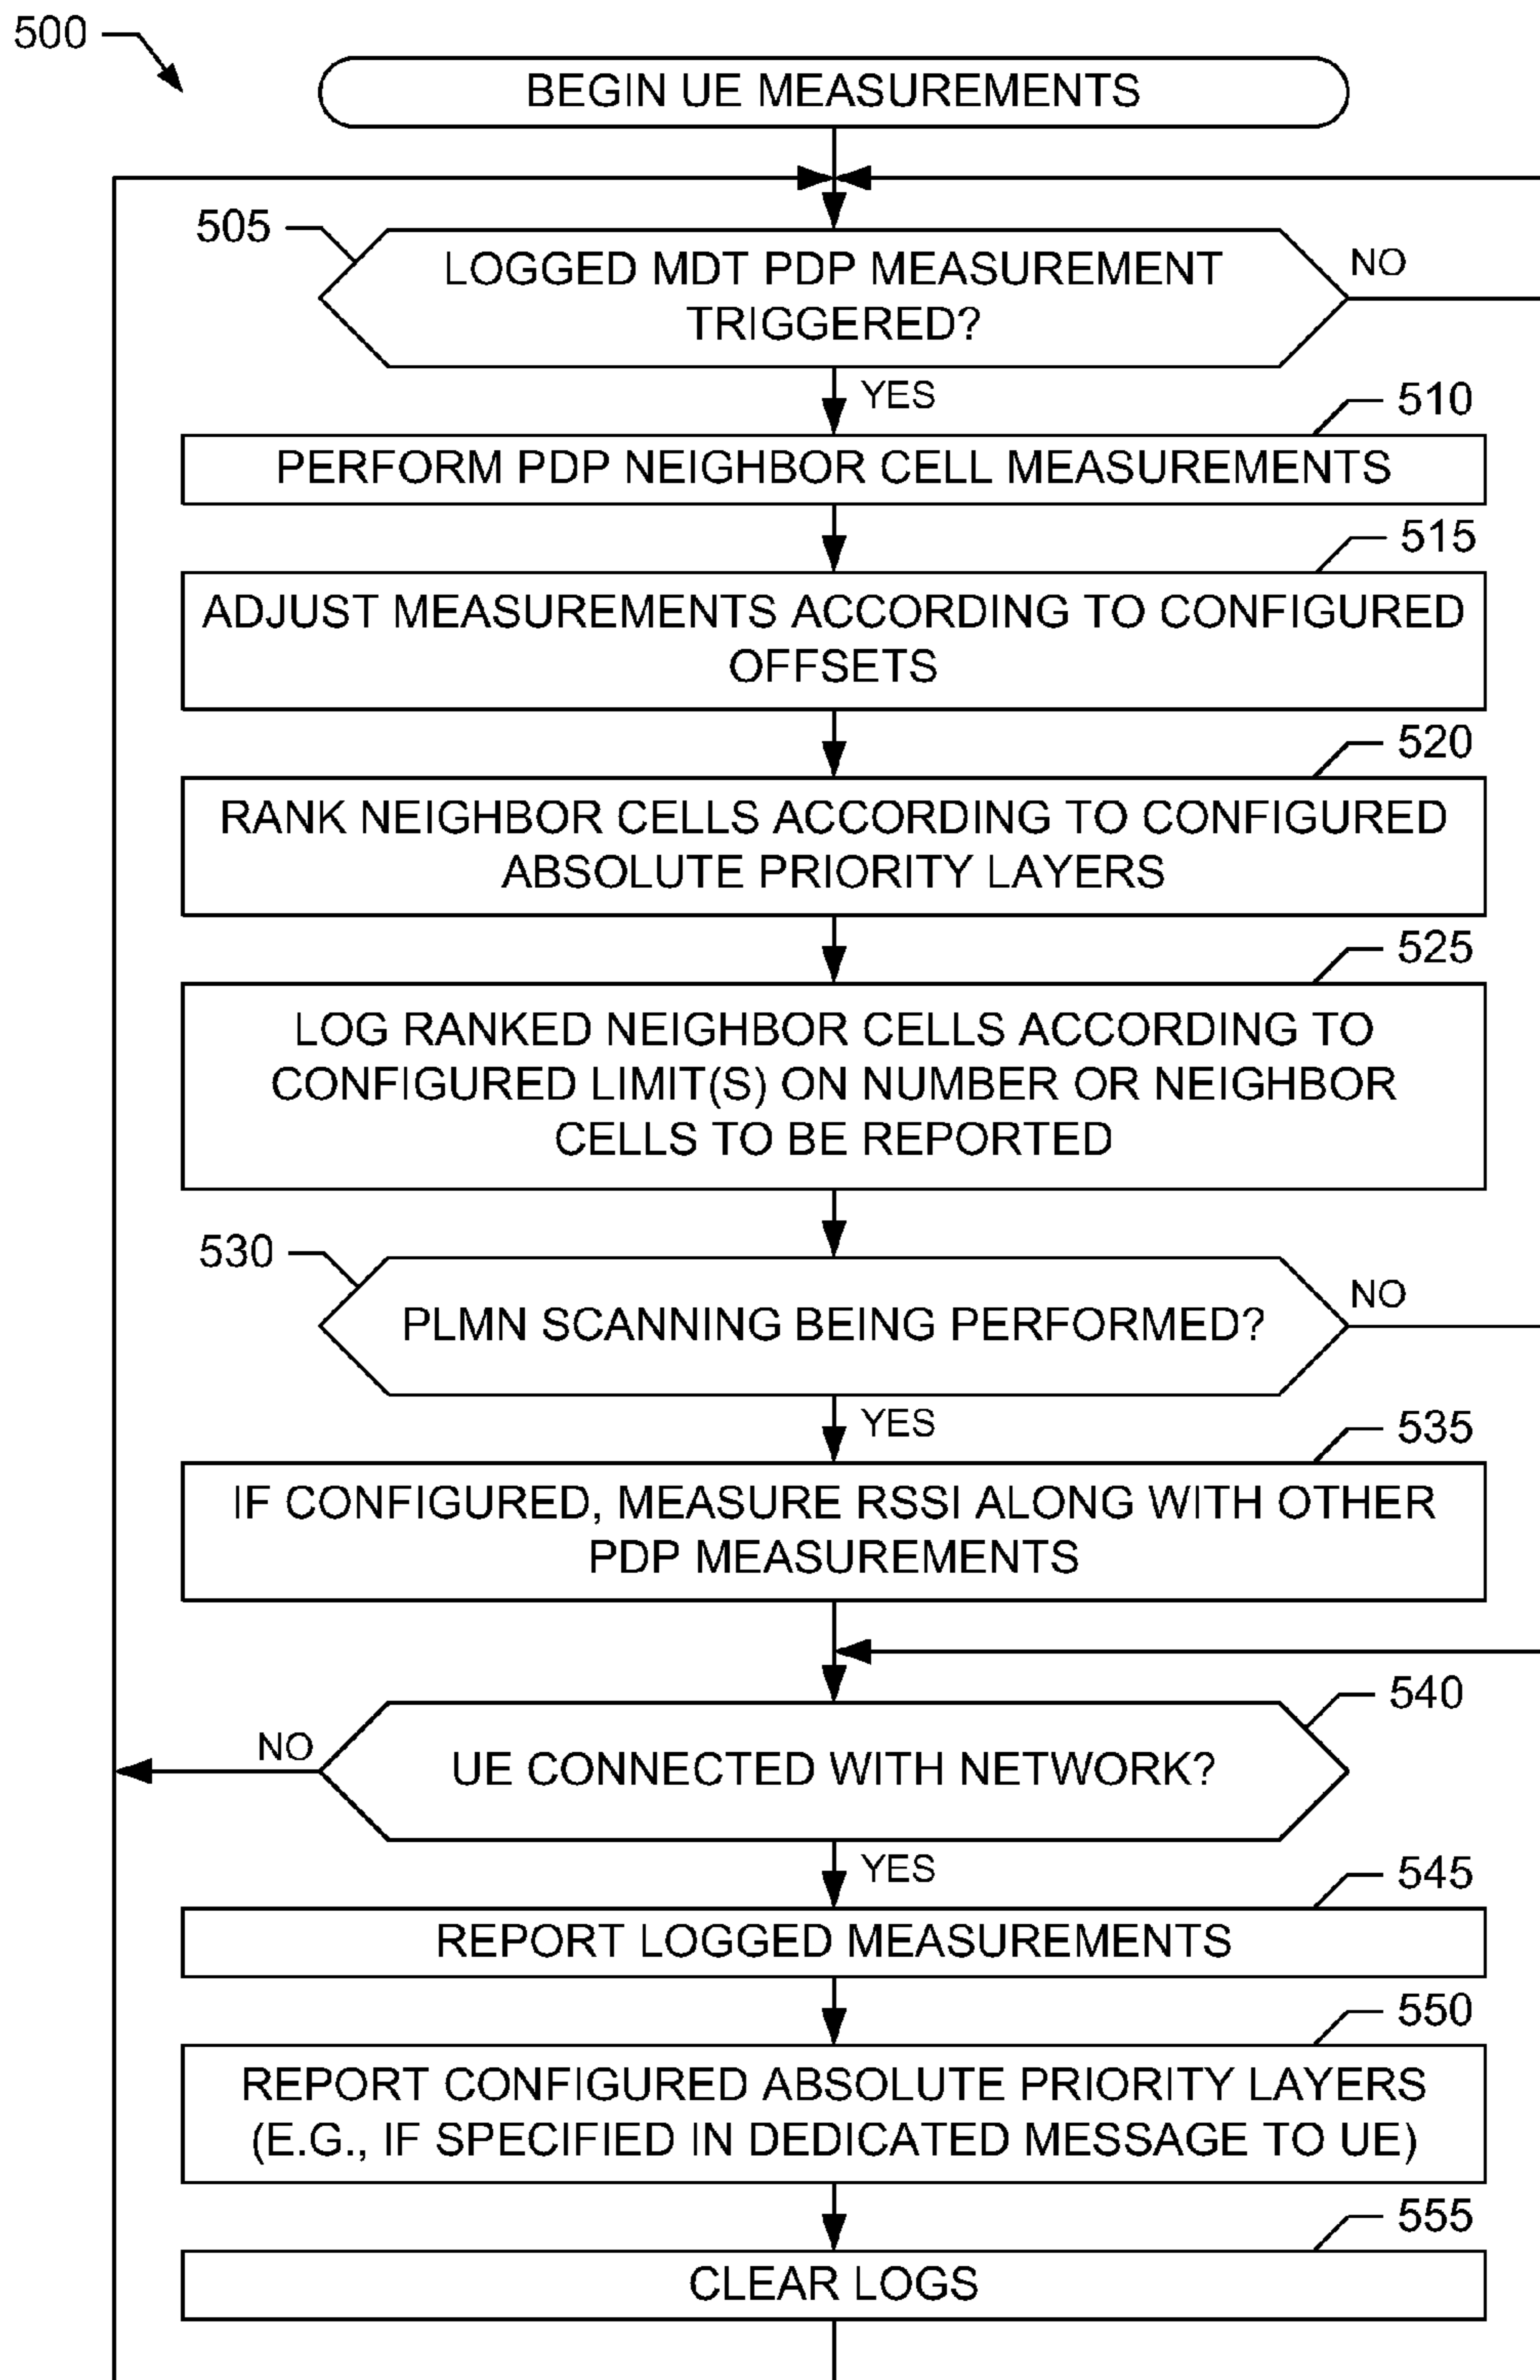 500
BEGIN UE MEASUREMENTS
505
LOGGED MDT PDP MEASUREMENT
TRIGGERED?
NO
YES
510
PERFORM PDP NEIGHBOR CELL MEASUREMENTS
515
ADJUST MEASUREMENTS ACCORDING TO CONFIGURED
OFFSETS
520
RANK NEIGHBOR CELLS ACCORDING TO CONFIGURED
ABSOLUTE PRIORITY LAYERS
525
LOG RANKED NEIGHBOR CELLS ACCORDING TO
CONFIGURED LIMIT(S) ON NUMBER OR NEIGHBOR
CELLS TO BE REPORTED
530
PLMN SCANNING BEING PERFORMED?
NO
YES
535
IF CONFIGURED, MEASURE RSSI ALONG WITH OTHER
PDP MEASUREMENTS
540
NO
UE CONNECTED WITH NETWORK?
YES
545
REPORT LOGGED MEASUREMENTS
550
REPORT CONFIGURED ABSOLUTE PRIORITY LAYERS
(E.G., IF SPECIFIED IN DEDICATED MESSAGE TO UE)
555
CLEAR LOGS